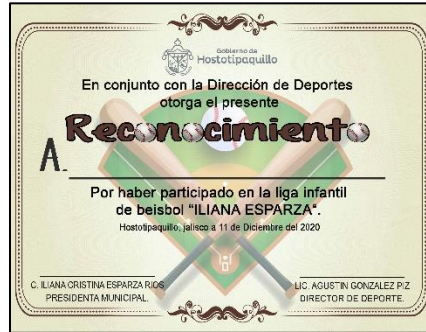 Gobierno de
Hostotipaquillo
En conjunto con la Dirección de Deportes
otorga el presente
Reconocimiento
A.
Por haber participado en la liga infantil
de beisbol "ILIANA ESPARZA".
Hostotipaquillo, jalisco a 11 de Diciembre del 2020
C. ILIANA CRISTINA ESPARZA RIOS
PRESIDENTA MUNICIPAL.
LIC. AGUSTIN GONZALEZ PIZ
DIRECTOR DE DEPORTE.